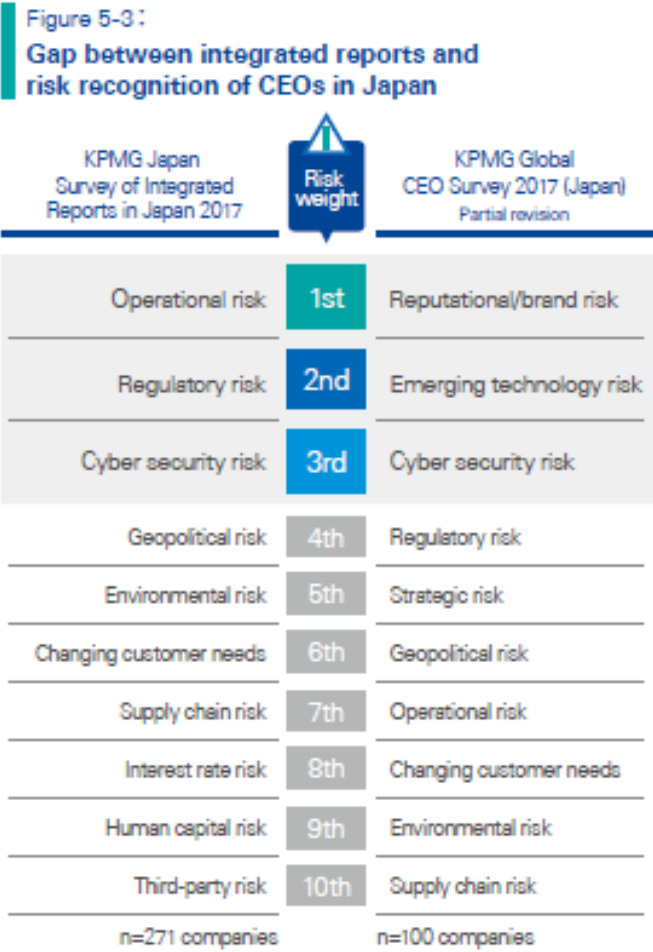 Figure 5-3:
Gap between integrated reports and
risk recognition of CEOs in Japan
KPMG Japan
Survey of Integrated
Reports in Japan 2017
Risk
weight
KPMG Global
CEO Survey 2017 (Japan)
Partial revision
Operational risk 1st Reputational/brand risk
Regulatory risk 2nd Emerging technology risk
Cyber security risk 3rd Cyber security risk
Geopolitical risk 4th Regulatory risk
Environmental risk 5th Strategic risk
Changing customer needs 6th Geopolitical risk
Supply chain risk 7th Operational risk
Interest rate risk 8th Changing customer needs
Human capital risk 9th Environmental risk
Third-party risk 10th Supply chain risk
n=271 companies n=100 companies